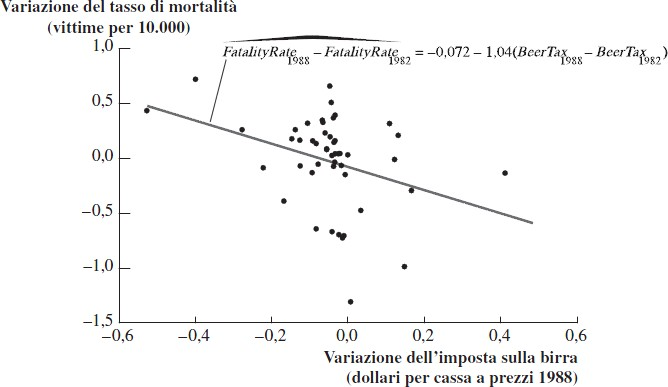 Variazione del tasso di mortalità
(vittime per 10.000)
FatalityRate1988 – FatalityRate1982 = –0,072 – 1,04(BeerTax1988 – BeerTax1982)
1,0
0,5
0,0
–0,5
–1,0
–1,5
–0,6 –0,4 –0,2 0,0 0,2 0,4 0,6
Variazione dell'imposta sulla birra
(dollari per cassa a prezzi 1988)